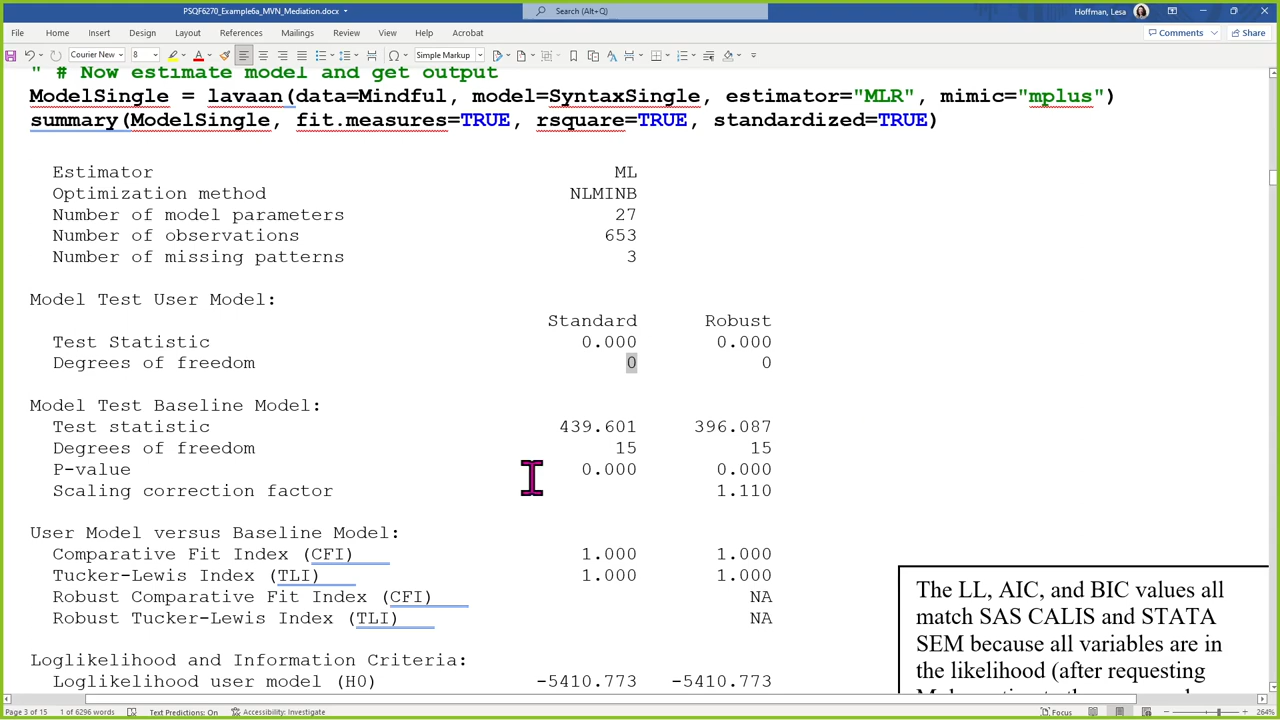 PSQF6270_Example6a_MVN_Mediation.docx
Search (Alt+Q)
Hoffman, Lesa
File Home Insert Draw Design Layout References Mailings Review View Help Acrobat
Comments Share
Courier New 8 Simple Markup
" # Now estimate model and get output
ModelSingle = lavaan(data=Mindful, model=SyntaxSingle, estimator="MLR", mimic="mplus")
summary(ModelSingle, fit.measures=TRUE, rsquare=TRUE, standardized=TRUE)
Estimator ML
Optimization method NLMINB
Number of model parameters 27
Number of observations 653
Number of missing patterns 3
Model Test User Model:
Standard Robust
Test Statistic 0.000 0.000
Degrees of freedom 0 0
Model Test Baseline Model:
Test statistic 439.601 396.087
Degrees of freedom 15 15
P-value 0.000 0.000
Scaling correction factor 1.110
User Model versus Baseline Model:
Comparative Fit Index (CFI) 1.000 1.000
Tucker-Lewis Index (TLI) 1.000 1.000
Robust Comparative Fit Index (CFI) NA
Robust Tucker-Lewis Index (TLI) NA
Loglikelihood and Information Criteria:
Loglikelihood user model (H0) -5410.773 -5410.773
The LL, AIC, and BIC values all
match SAS CALIS and STATA
SEM because all variables are in
the likelihood (after requesting
Page 3 of 15 1 of 6296 words Text Predictions: On Accessibility: Investigate Focus 264%